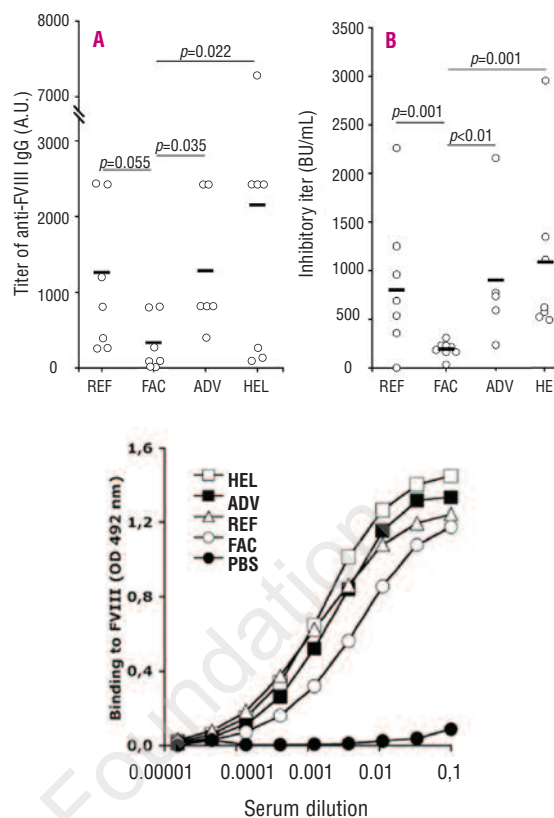 A
8000
7000
3000
2000
1000
0
Titer of anti-FVIII IgG (A.U.)
p=0.022
p=0.035
p=0.055
REF FAC ADV HEL
B
3500
3000
2500
2000
1500
1000
500
0
Inhibitory iter (BU/mL)
p=0.001
p=0.001
p<0.01
REF FAC ADV HE
1,6
1,2
0,8
0,4
0,0
Binding to FVIII (OD 492 nm)
HEL
ADV
REF
FAC
PBS
0.00001 0.0001 0.001 0.01 0,1
Serum dilution
Foundation